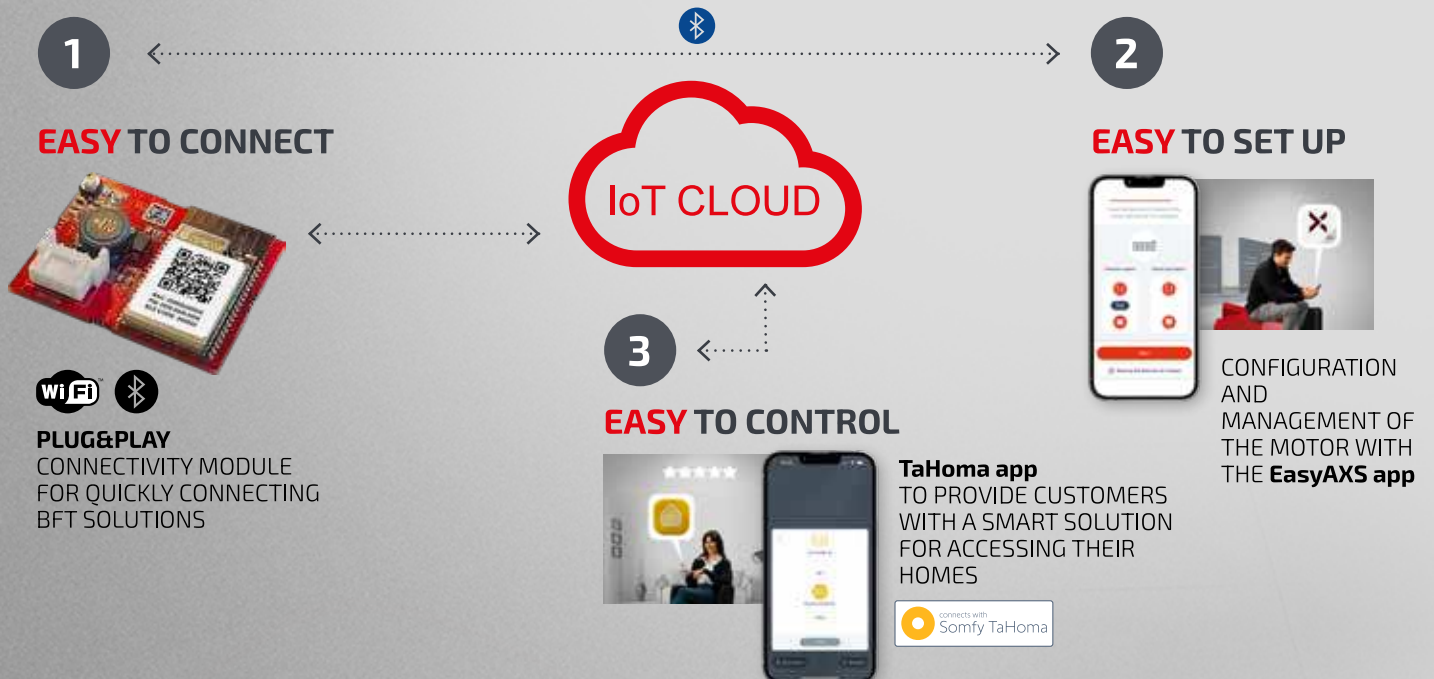 1
2
EASY TO CONNECT
IoT CLOUD
EASY TO SET UP
WiFi
PLUG&PLAY
CONNECTIVITY MODULE
FOR QUICKLY CONNECTING
BFT SOLUTIONS
3
EASY TO CONTROL
TaHoma app
TO PROVIDE CUSTOMERS
WITH A SMART SOLUTION
FOR ACCESSING THEIR
HOMES
connects with
Somfy TaHoma
CONFIGURATION
AND
MANAGEMENT OF
THE MOTOR WITH
THE EasyAXS app